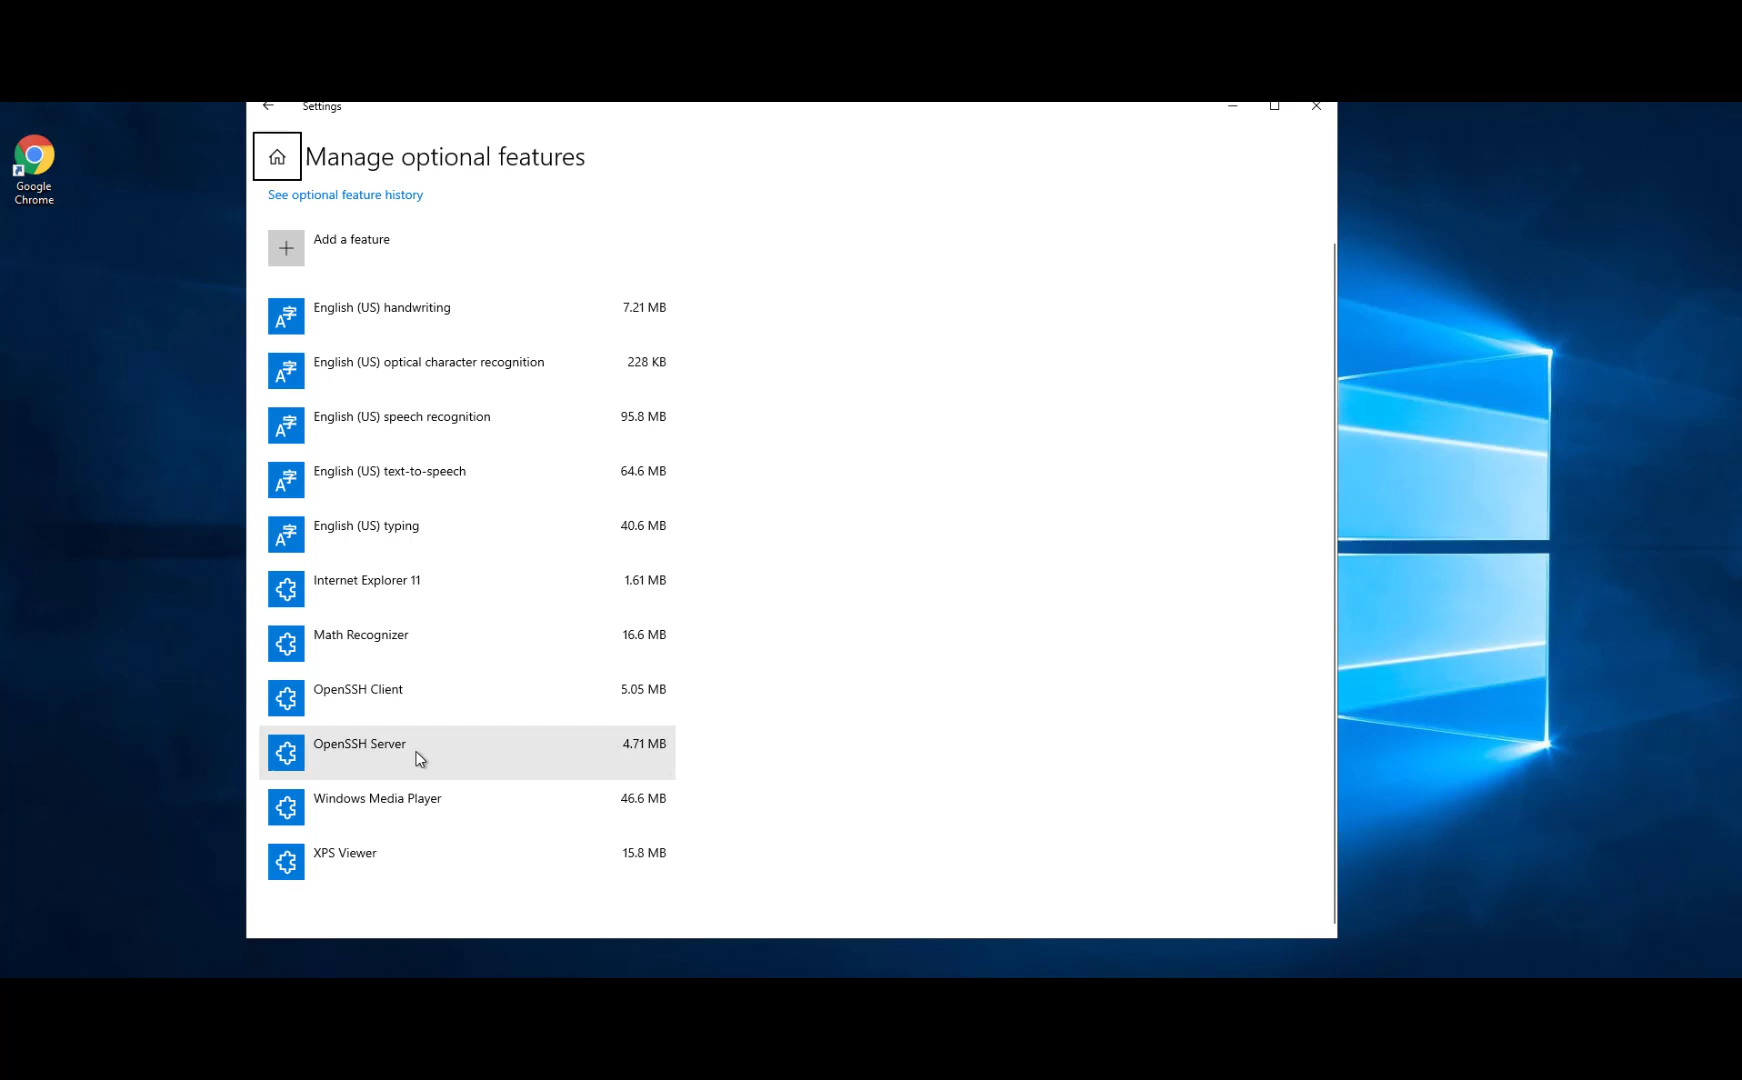 Settings
Google
Chrome
Manage optional features
See optional feature history
Add a feature
English (US) handwriting 7.21 MB
English (US) optical character recognition 228 KB
English (US) speech recognition 95.8 MB
English (US) text-to-speech 64.6 MB
English (US) typing 40.6 MB
Internet Explorer 11 1.61 MB
Math Recognizer 16.6 MB
OpenSSH Client 5.05 MB
OpenSSH Server 4.71 MB
Windows Media Player 46.6 MB
XPS Viewer 15.8 MB